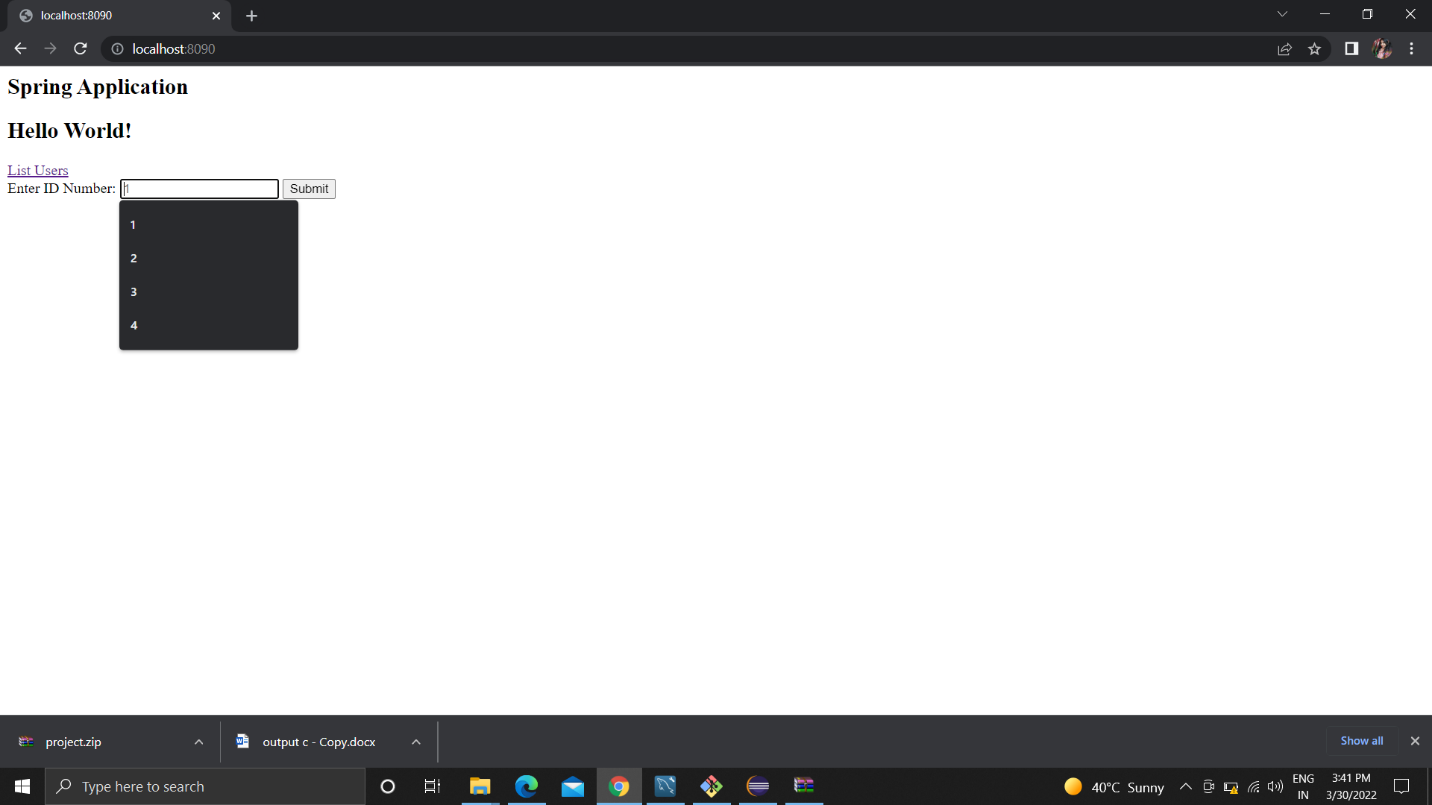 localhost:8090
localhost:8090
Spring Application
Hello World!
List Users
Enter ID Number: 1 Submit
1
2
3
4
project.zip
output c - Copy.docx
Show all
Type here to search
40°C Sunny
ENG
IN
3:41 PM
3/30/2022